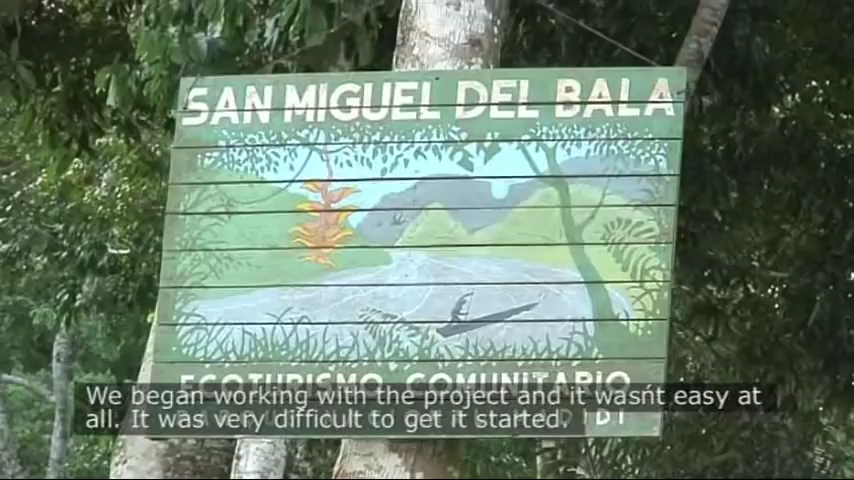 SAN MIGUEL DEL BALA
ECOTURISMO COMUNITARIO
We began working with the project and it wasńt easy at
all. It was very difficult to get it started.